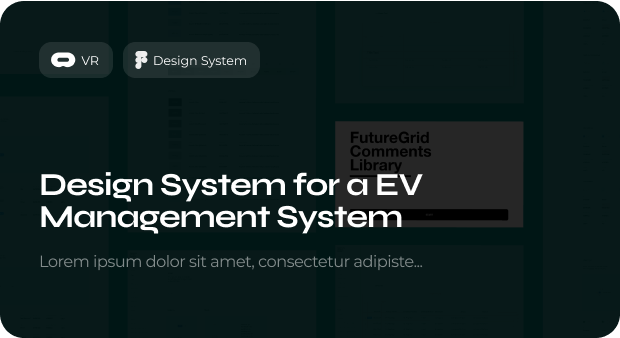 VR
Design System
FutureGrid
Comments
Library
Design System for a EV
Management System
Lorem ipsum dolor sit amet, consectetur adipiste...